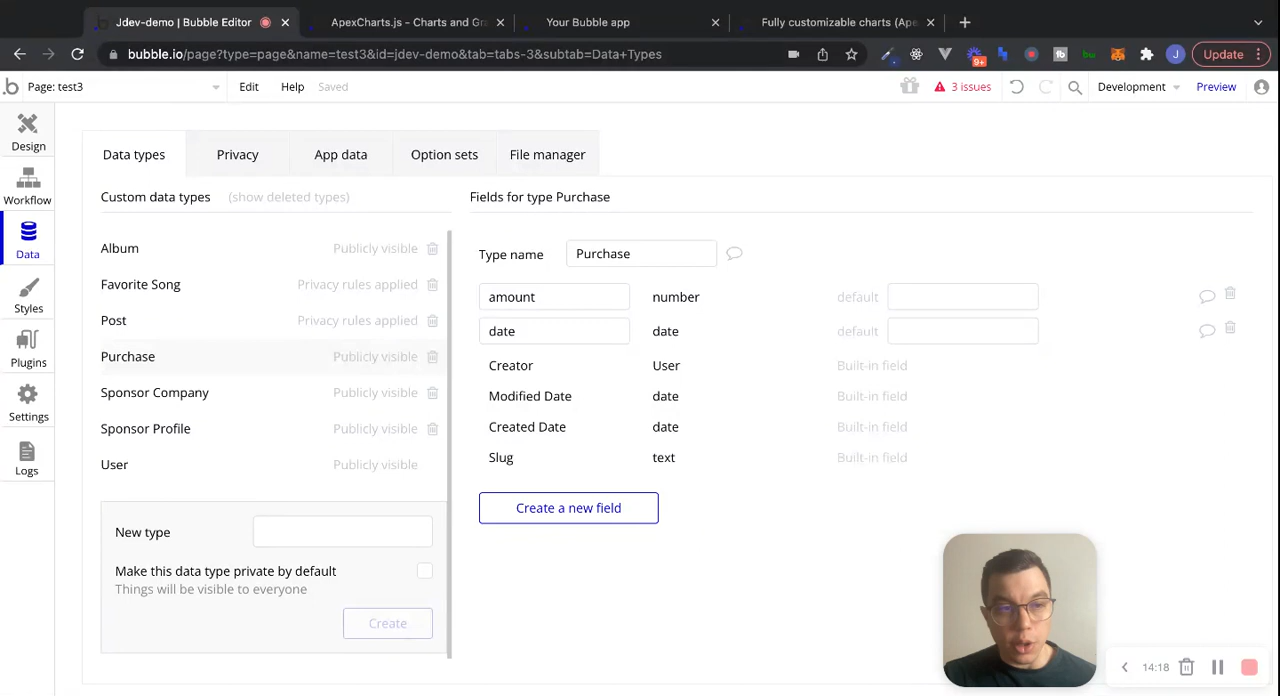 Jdev-demo | Bubble Editor
ApexCharts.js - Charts and Gra
Your Bubble app
Fully customizable charts (Ape
bubble.io/page?type=page&name=test3&id=jdev-demo&tab=tabs-3&subtab=Data+Types
9+
tb
J
Update
b
Page: test3
Edit
Help
Saved
3 issues
Development
Preview
Design
Workflow
Data
Styles
Plugins
Settings
Logs
Data types
Privacy
App data
Option sets
File manager
Custom data types
(show deleted types)
Fields for type Purchase
Album
Publicly visible
Favorite Song
Privacy rules applied
Post
Privacy rules applied
Purchase
Publicly visible
Sponsor Company
Publicly visible
Sponsor Profile
Publicly visible
User
Publicly visible
New type
Make this data type private by default
Things will be visible to everyone
Create
Type name
Purchase
amount
number
default
date
date
default
Creator
User
Built-in field
Modified Date
date
Built-in field
Created Date
date
Built-in field
Slug
text
Built-in field
Create a new field
14:18